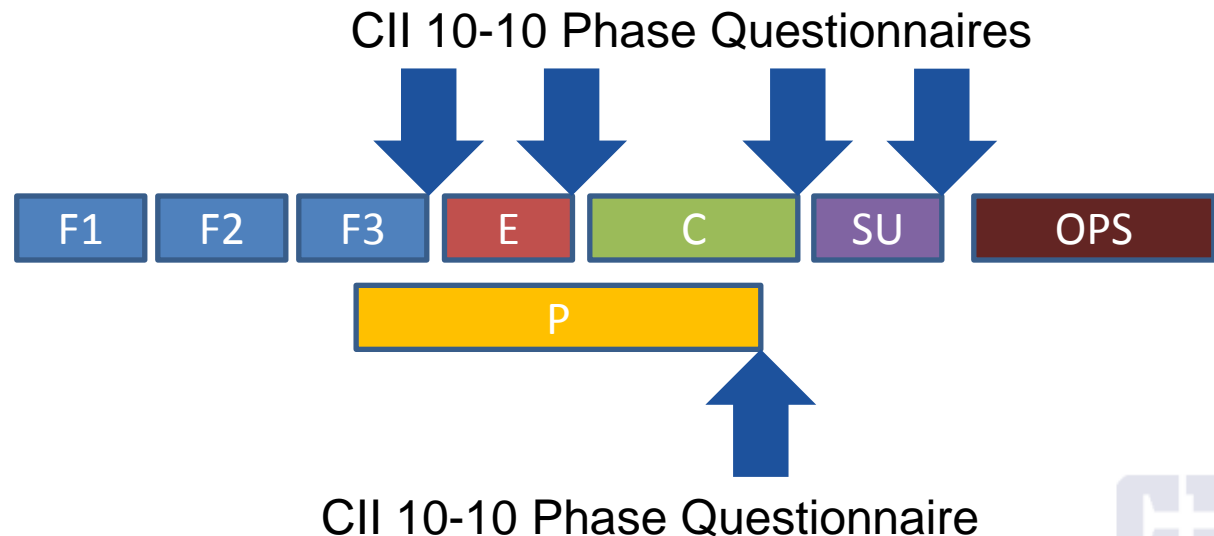 CII 10-10 Phase Questionnaires
F1 F2 F3 E C SU OPS
P
CII 10-10 Phase Questionnaire